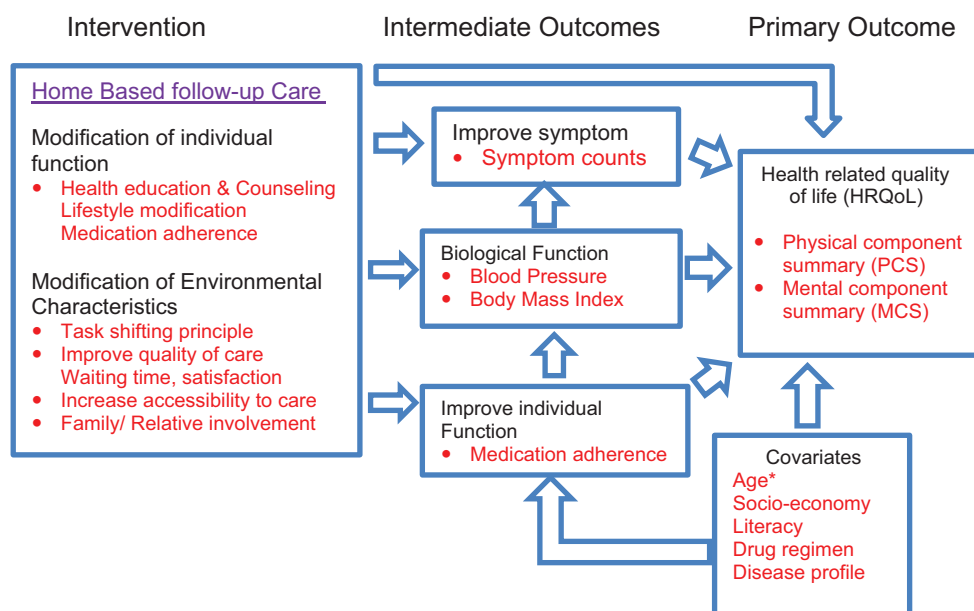 Intervention
Intermediate Outcomes
Primary Outcome
Home Based follow-up Care
Modification of individual
function
• Health education & Counseling
Lifestyle modification
Medication adherence
Modification of Environmental
Characteristics
• Task shifting principle
• Improve quality of care
Waiting time, satisfaction
• Increase accessibility to care
• Family/ Relative involvement
Improve symptom
• Symptom counts
Biological Function
• Blood Pressure
• Body Mass Index
Improve individual
Function
• Medication adherence
Health related quality
of life (HRQoL)
• Physical component
summary (PCS)
• Mental component
summary (MCS)
Covariates
Age*
Socio-economy
Literacy
Drug regimen
Disease profile